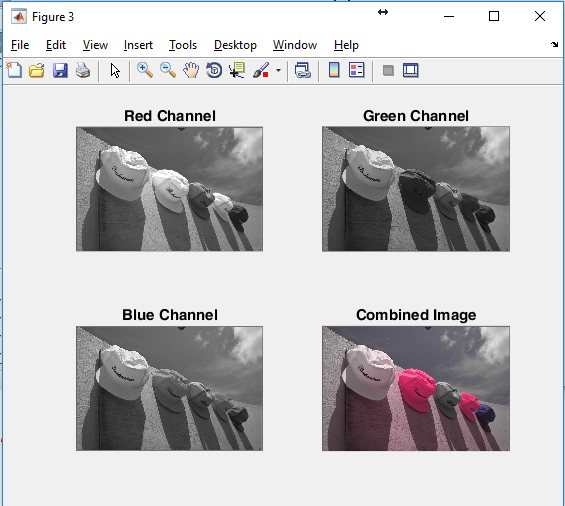 Figure 3
File Edit View Insert Tools Desktop Window Help
Red Channel Green Channel
Blue Channel Combined Image